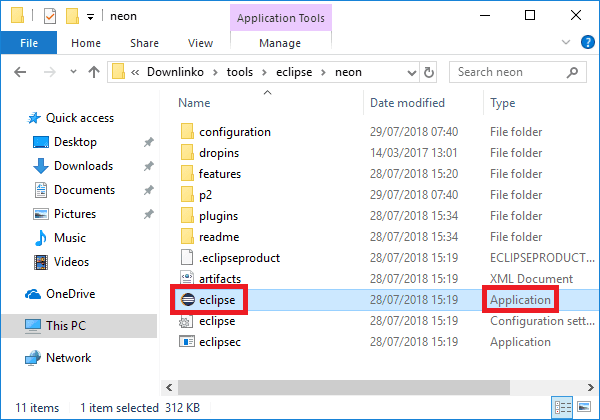 neon
Application Tools
File Home Share View Manage
« Downlinko › tools › eclipse › neon
Search neon
Name Date modified Type
Quick access
Desktop
Downloads
Documents
Pictures
Music
Videos
OneDrive
This PC
Network
configuration 29/07/2018 07:40 File folder
dropins 14/03/2017 13:01 File folder
features 28/07/2018 15:20 File folder
p2 29/07/2018 07:40 File folder
plugins 28/07/2018 15:34 File folder
readme 28/07/2018 15:34 File folder
.eclipseproduct 28/07/2018 15:19 ECLIPSEPRODUCT...
artifacts 28/07/2018 15:19 XML Document
eclipse 28/07/2018 15:19 Application
eclipse 28/07/2018 15:19 Configuration sett...
eclipsec 28/07/2018 15:19 Application
11 items 1 item selected 312 KB